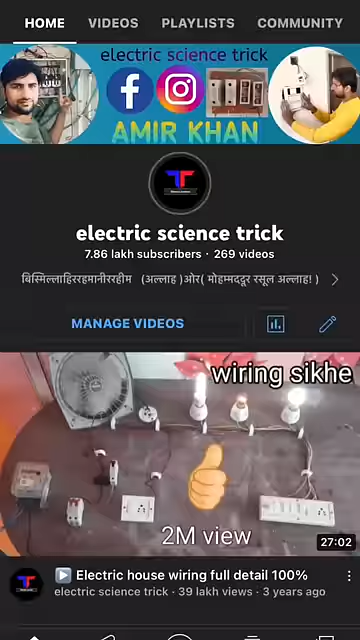 HOME VIDEOS PLAYLISTS COMMUNITY
electric science trick
AMIR KHAN
electric science trick
7.86 lakh subscribers · 269 videos
बिस्मिल्लाहिररहमानीररहीम (अल्लाह )ओर( मोहम्मददूर रसूल अल्लाह! )
MANAGE VIDEOS
wiring sikhe
2M view
27:02
Electric house wiring full detail 100%
electric science trick · 39 lakh views · 3 years ago